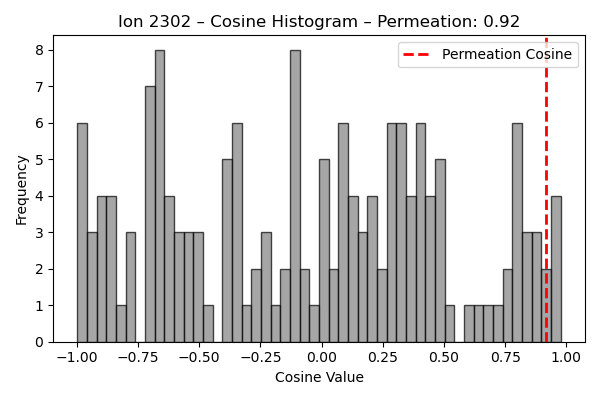 Ion 2302 – Cosine Histogram – Permeation: 0.92
Permeation Cosine
Frequency
8
7
6
5
4
3
2
1
0
−1.00 −0.75 −0.50 −0.25 0.00 0.25 0.50 0.75 1.00
Cosine Value